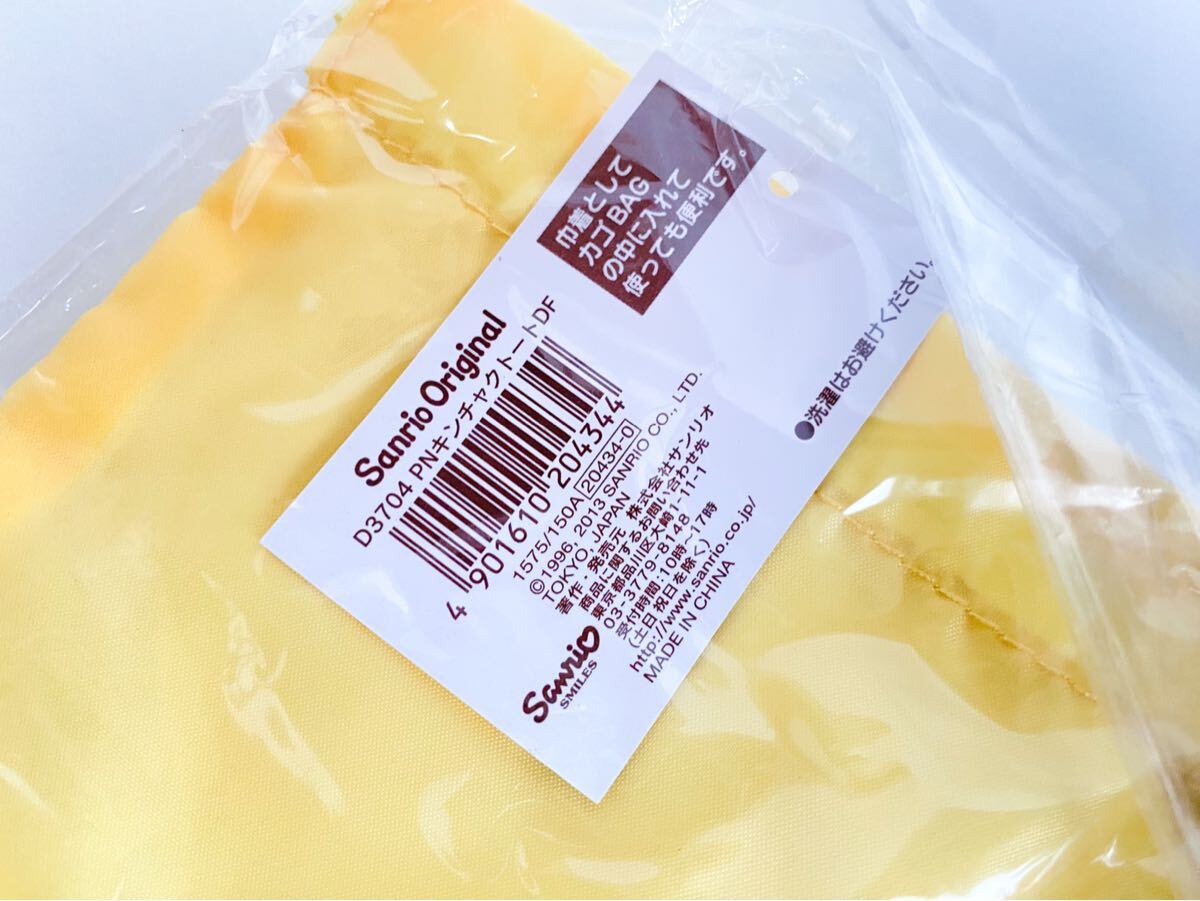 巾着として
カゴBAG
の中に入れて
使っても便利です。
●洗濯はお避けください。
Sanrio Original
D3704 PNキンチャクトートDF
4 901610 204344
1575/150A 20434-0
©1996, 2013 SANRIO CO., LTD.
TOKYO, JAPAN
著作・発売元 株式会社サンリオ
商品に関するお問い合わせ先
東京都品川区大崎1-11-1
03-3779-8148
受付時間:10時~17時
(土日祝日を除く)
http://www.sanrio.co.jp/
MADE IN CHINA
Sanrio
SMILES